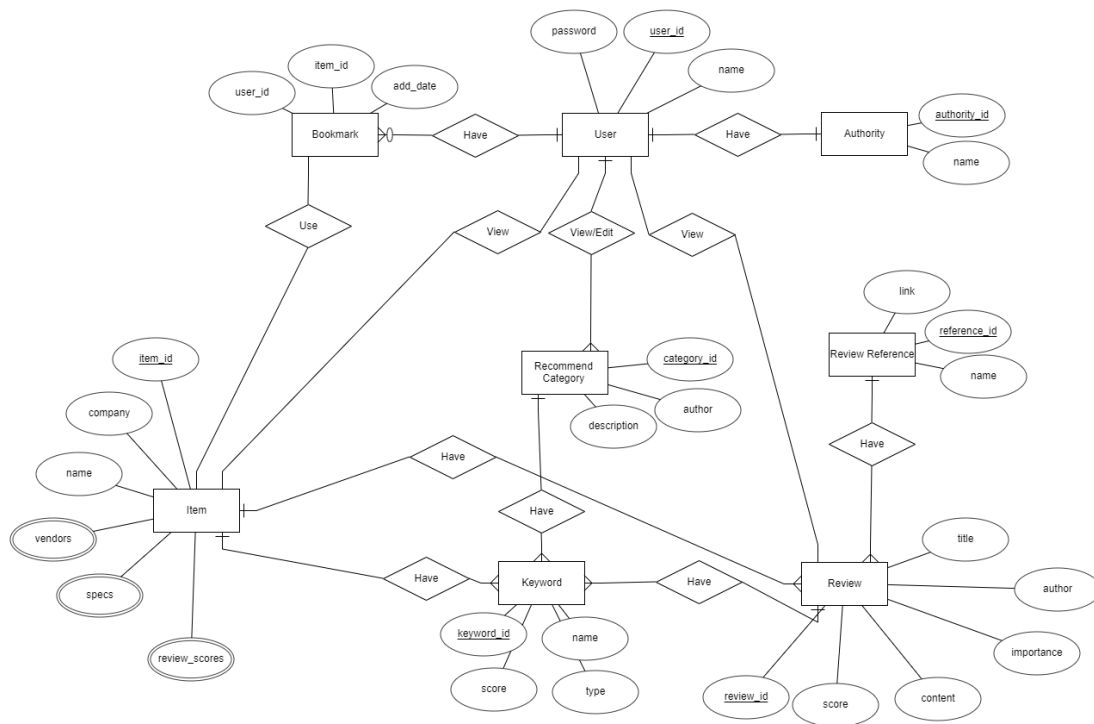 password
user_id
name
item_id
user_id
add_date
Bookmark
Have
User
Have
Authority
authority_id
name
Use
View
View/Edit
View
link
reference_id
Review Reference
name
item_id
Recommend
Category
category_id
author
description
company
Have
Have
name
Item
vendors
Have
specs
Have
Keyword
Have
Review
title
author
keyword_id
name
importance
review_scores
score
type
review_id
score
content